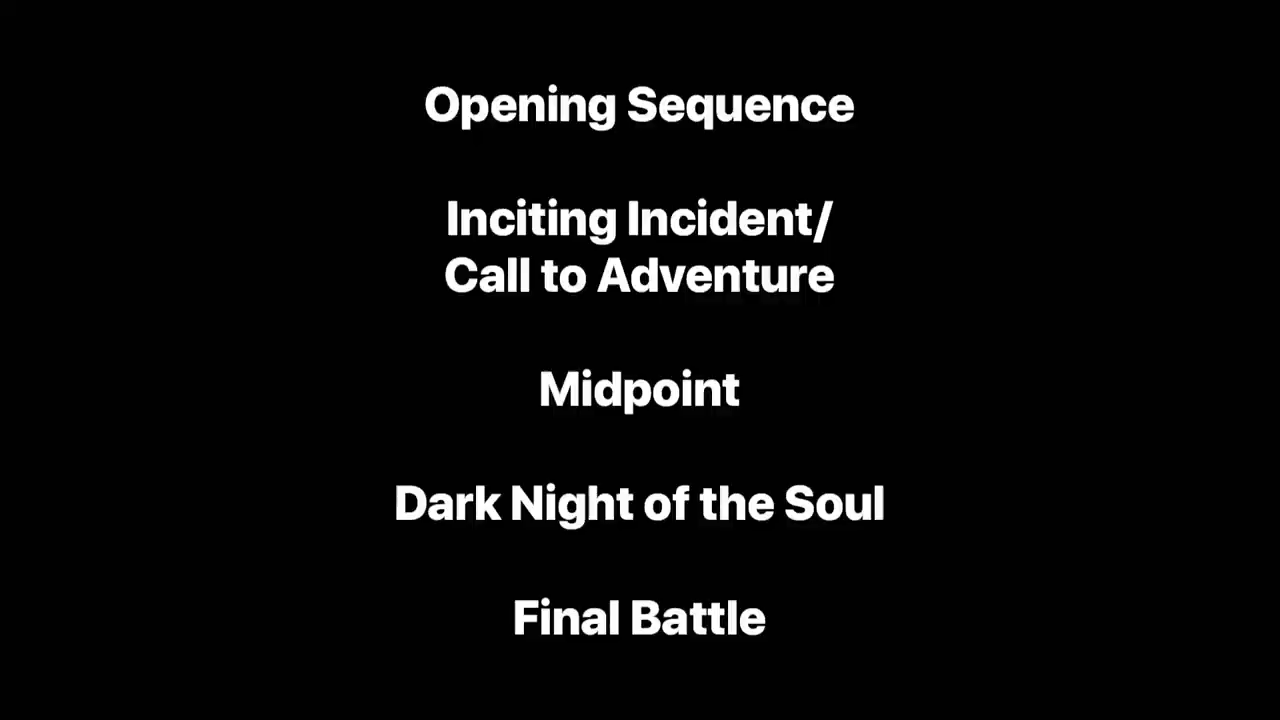 Opening Sequence
Inciting Incident/
Call to Adventure
Midpoint
Dark Night of the Soul
Final Battle